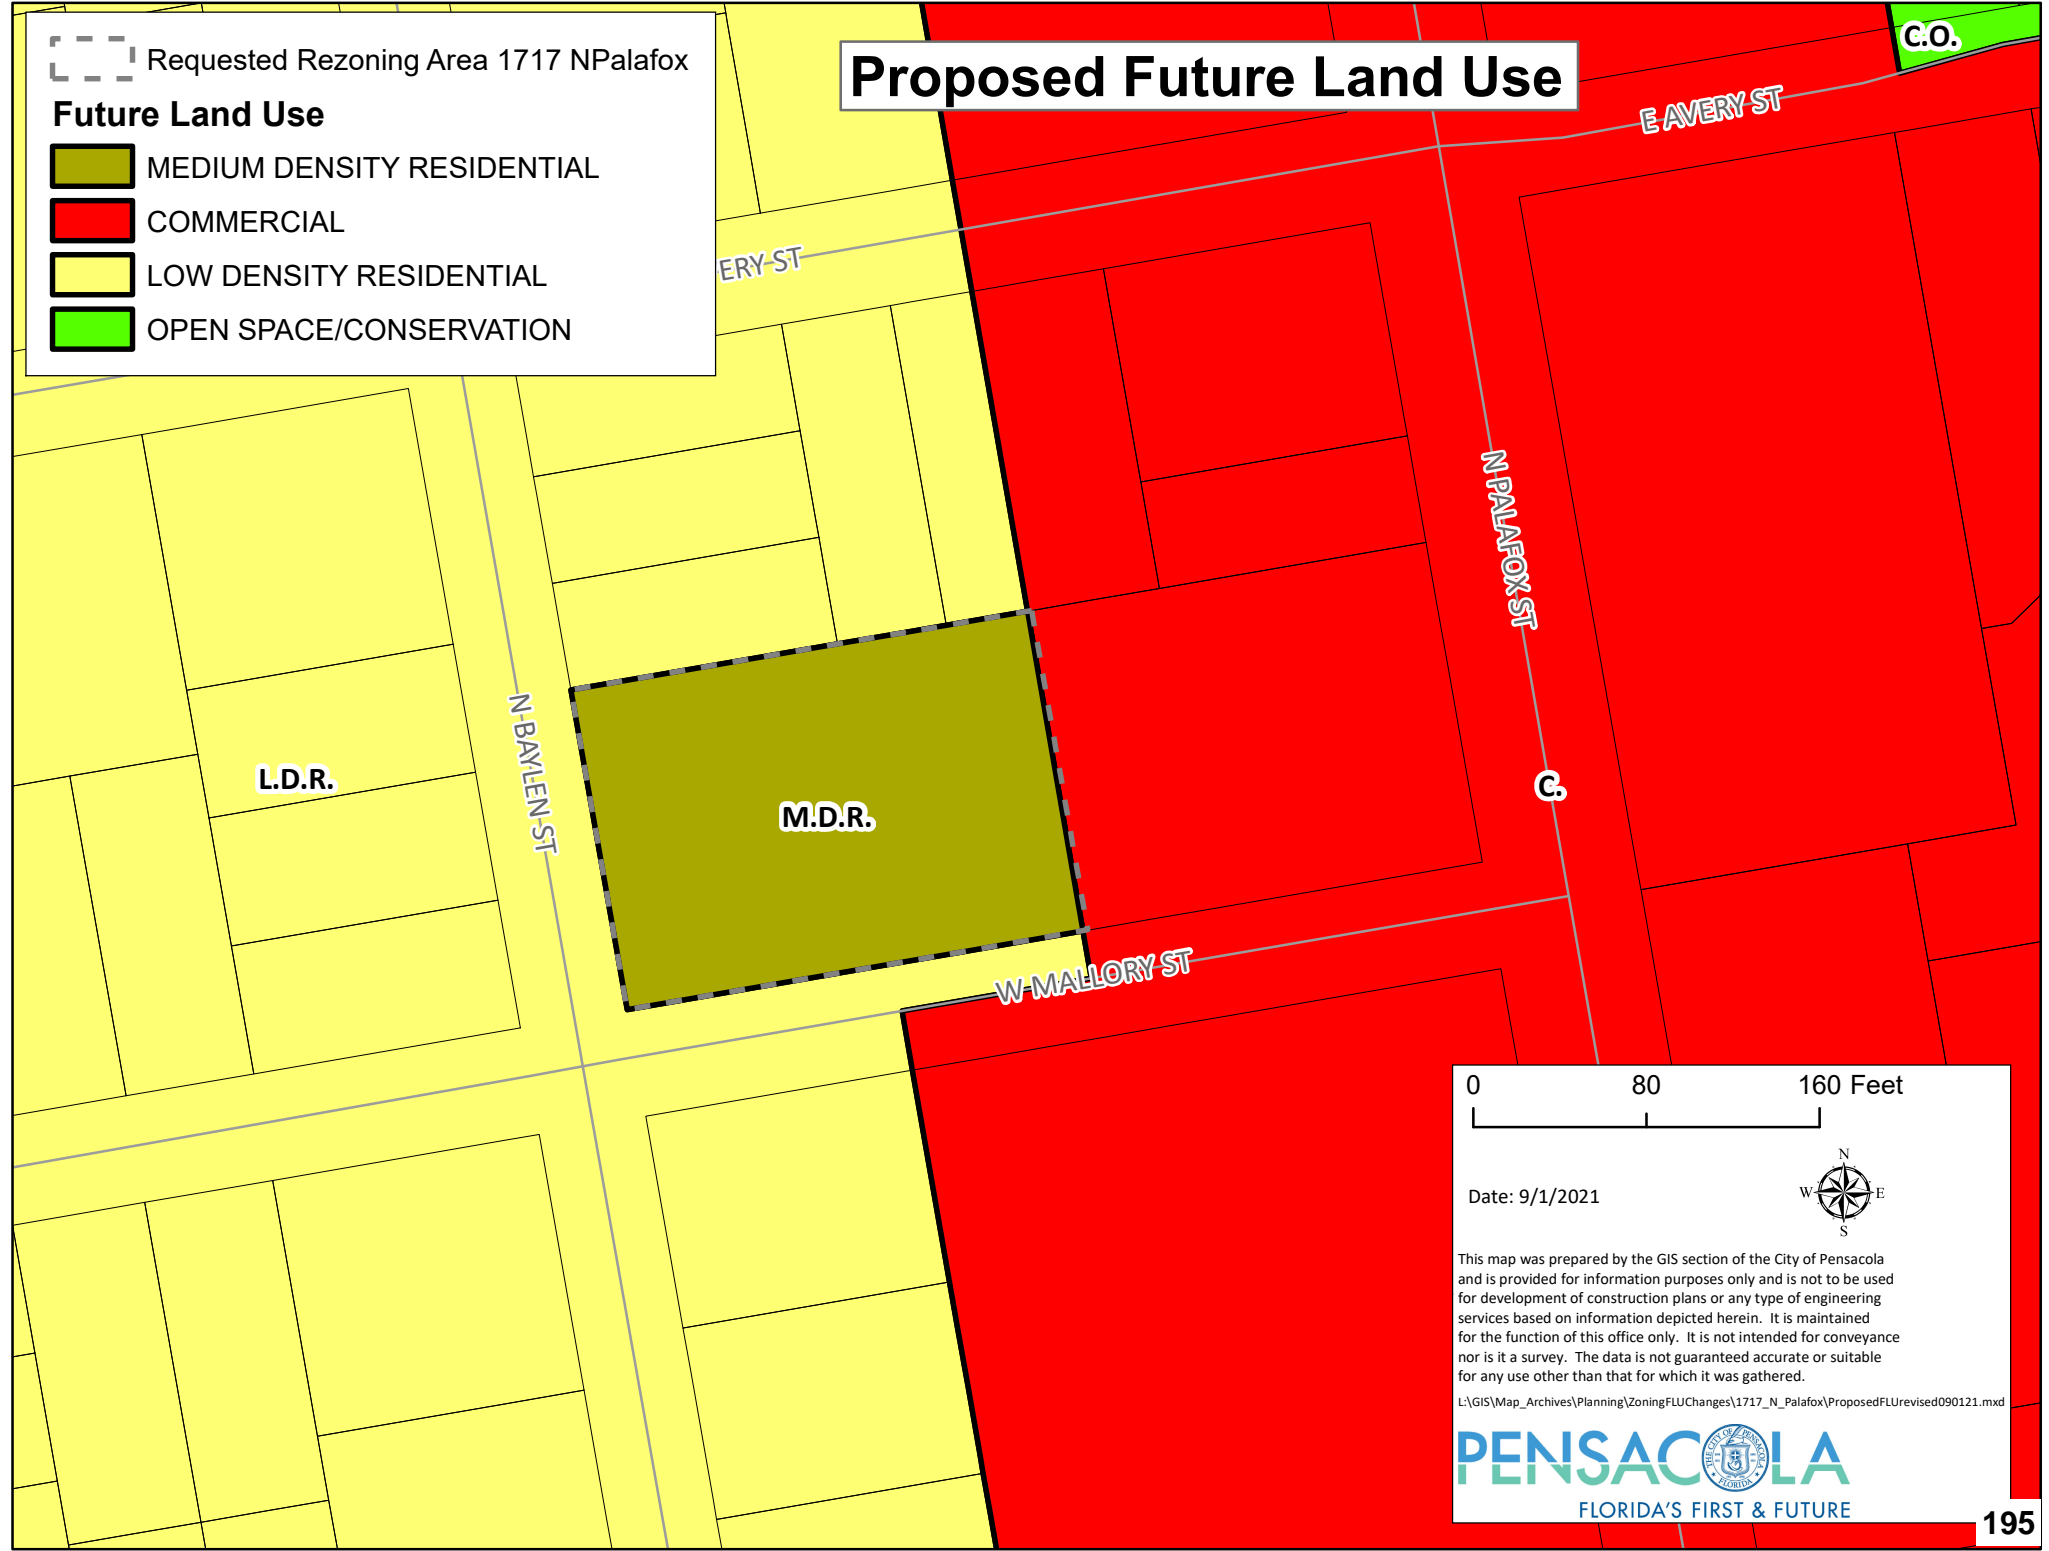 Requested Rezoning Area 1717 NPalafox
Future Land Use
MEDIUM DENSITY RESIDENTIAL
COMMERCIAL
LOW DENSITY RESIDENTIAL
OPEN SPACE/CONSERVATION
Proposed Future Land Use
C.O.
E AVERY ST
ERY ST
N PALAFOX ST
N BAYLEN ST
L.D.R.
M.D.R.
C.
W MALLORY ST
0 80 160 Feet
N
W E
S
Date: 9/1/2021
This map was prepared by the GIS section of the City of Pensacola
and is provided for information purposes only and is not to be used
for development of construction plans or any type of engineering
services based on information depicted herein. It is maintained
for the function of this office only. It is not intended for conveyance
nor is it a survey. The data is not guaranteed accurate or suitable
for any use other than that for which it was gathered.
L:\GIS\Map_Archives\Planning\ZoningFLUChanges\1717_N_Palafox\ProposedFLUrevised090121.mxd
PENSACOLA
THE CITY OF PENSACOLA
FLORIDA
FLORIDA'S FIRST & FUTURE
195